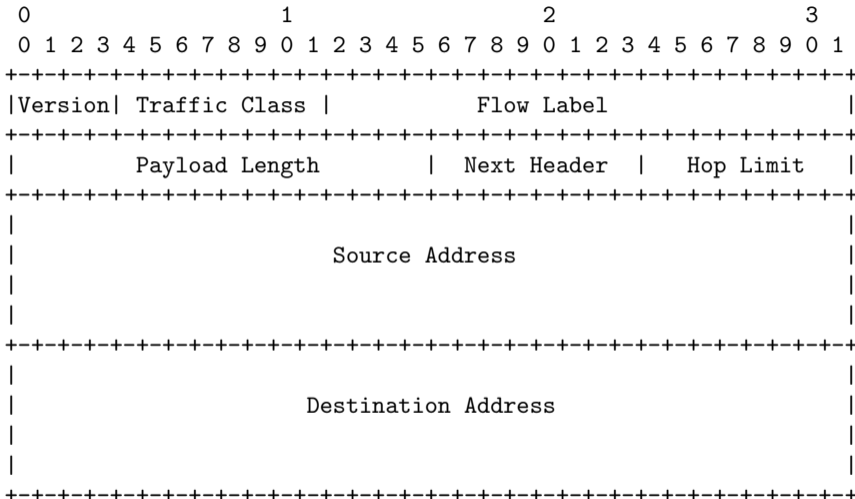 0                   1                   2                   3
0 1 2 3 4 5 6 7 8 9 0 1 2 3 4 5 6 7 8 9 0 1 2 3 4 5 6 7 8 9 0 1
+-+-+-+-+-+-+-+-+-+-+-+-+-+-+-+-+-+-+-+-+-+-+-+-+-+-+-+-+-+-+-+-+
|Version| Traffic Class |           Flow Label                  |
+-+-+-+-+-+-+-+-+-+-+-+-+-+-+-+-+-+-+-+-+-+-+-+-+-+-+-+-+-+-+-+-+
|         Payload Length        |  Next Header  |   Hop Limit   |
+-+-+-+-+-+-+-+-+-+-+-+-+-+-+-+-+-+-+-+-+-+-+-+-+-+-+-+-+-+-+-+-+
|                                                               |
|                        Source Address                         |
|                                                               |
|                                                               |
+-+-+-+-+-+-+-+-+-+-+-+-+-+-+-+-+-+-+-+-+-+-+-+-+-+-+-+-+-+-+-+-+
|                                                               |
|                      Destination Address                      |
|                                                               |
|                                                               |
+-+-+-+-+-+-+-+-+-+-+-+-+-+-+-+-+-+-+-+-+-+-+-+-+-+-+-+-+-+-+-+-+